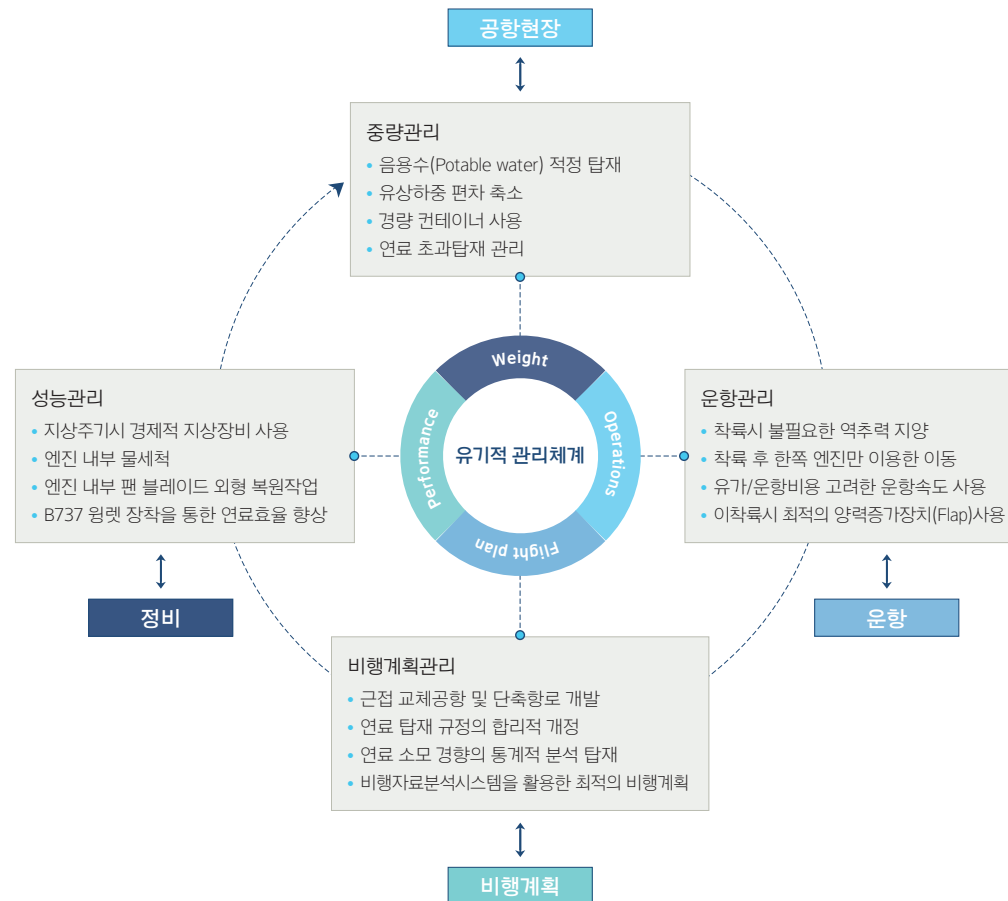 공항현장
중량관리
• 음용수(Potable water) 적정 탑재
• 유상하중 편차 축소
• 경량 컨테이너 사용
• 연료 초과탑재 관리
Weight
성능관리
• 지상주기시 경제적 지상장비 사용
• 엔진 내부 물세척
• 엔진 내부 팬 블레이드 외형 복원작업
• B737 윙렛 장착을 통한 연료효율 향상
정비
Performance
유기적 관리체계
Operations
운항관리
• 착륙시 불필요한 역추력 지양
• 착륙 후 한쪽 엔진만 이용한 이동
• 유가/운항비용 고려한 운항속도 사용
• 이착륙시 최적의 양력증가장치(Flap)사용
운항
Flight plan
비행계획관리
• 근접 교체공항 및 단축항로 개발
• 연료 탑재 규정의 합리적 개정
• 연료 소모 경향의 통계적 분석 탑재
• 비행자료분석시스템을 활용한 최적의 비행계획
비행계획